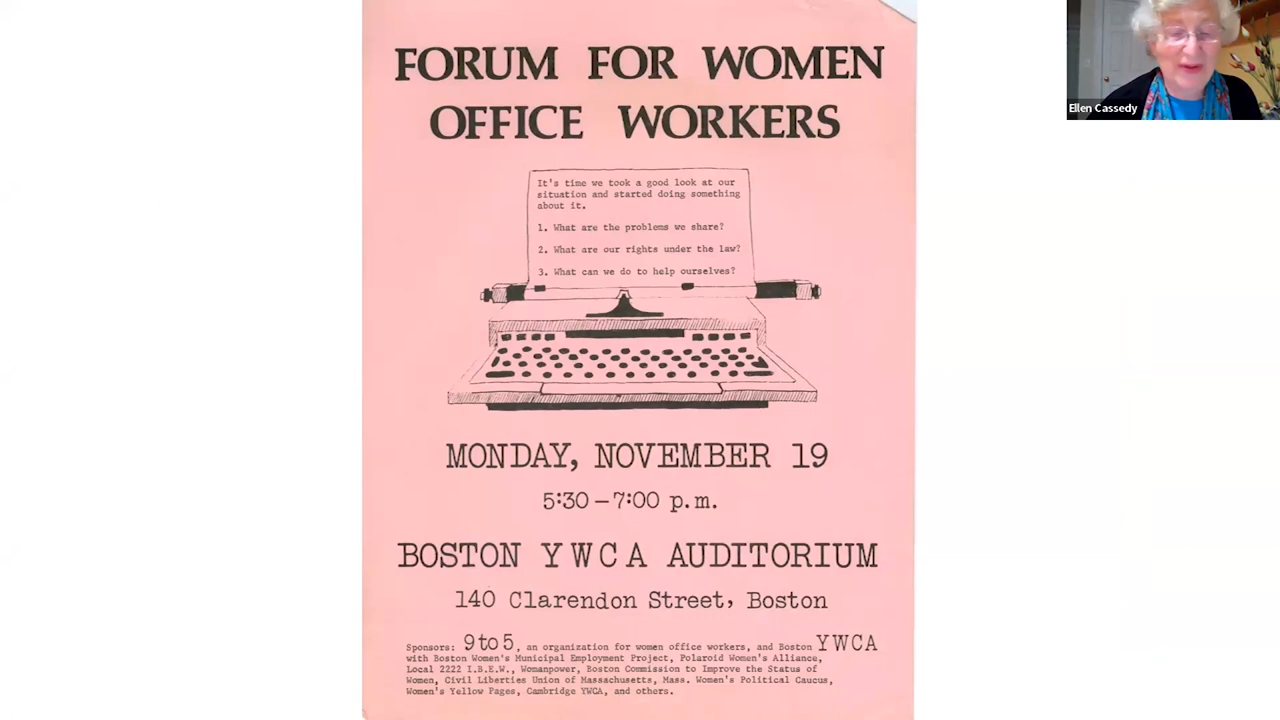 FORUM FOR WOMEN
OFFICE WORKERS
It's time we took a good look at our
situation and started doing something
about it.
1. What are the problems we share?
2. What are our rights under the law?
3. What can we do to help ourselves?
MONDAY, NOVEMBER 19
5:30 – 7:00 p.m.
BOSTON YWCA AUDITORIUM
140 Clarendon Street, Boston
Sponsors: 9to5, an organization for women office workers, and Boston YWCA
with Boston Women's Municipal Employment Project, Polaroid Women's Alliance,
Local 2222 I.B.E.W., Womanpower, Boston Commission to Improve the Status of
Women, Civil Liberties Union of Massachusetts, Mass. Women's Political Caucus,
Women's Yellow Pages, Cambridge YWCA, and others.
Ellen Cassedy